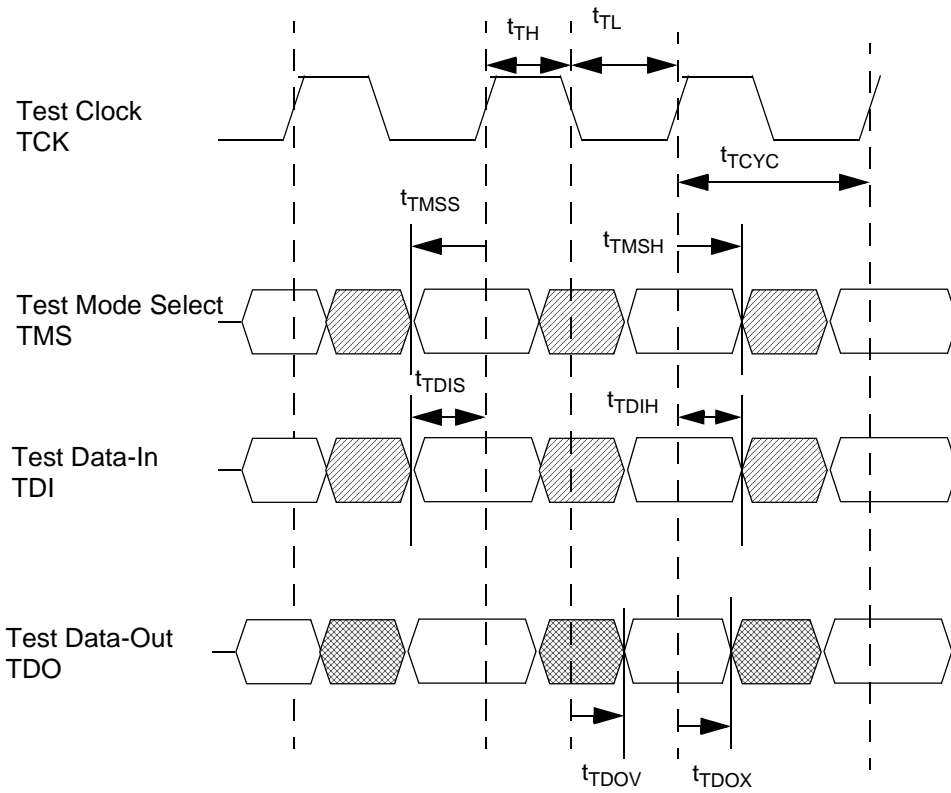 tTH
tTL
Test Clock
TCK
tTCYC
tTMSS
tTMSH
Test Mode Select
TMS
tTDIS
tTDIH
Test Data-In
TDI
Test Data-Out
TDO
tTDOV
tTDOX